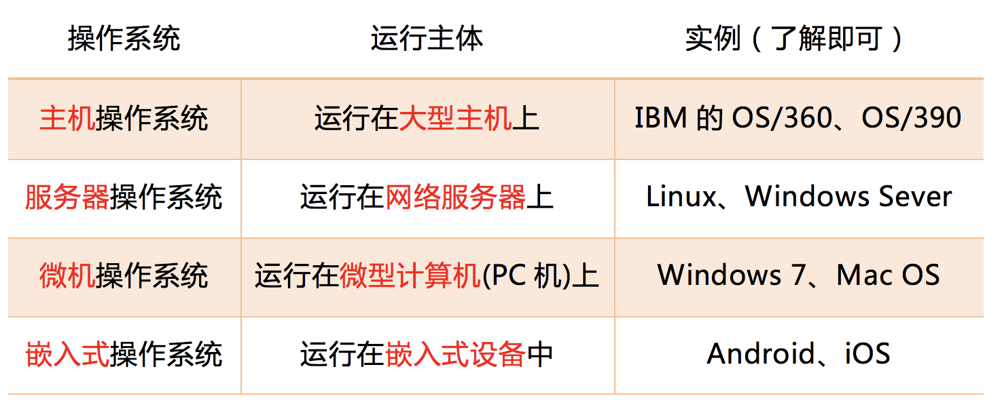 操作系统 运行主体 实例（了解即可）
主机操作系统 运行在大型主机上 IBM 的 OS/360、OS/390
服务器操作系统 运行在网络服务器上 Linux、Windows Sever
微机操作系统 运行在微型计算机(PC 机)上 Windows 7、Mac OS
嵌入式操作系统 运行在嵌入式设备中 Android、iOS